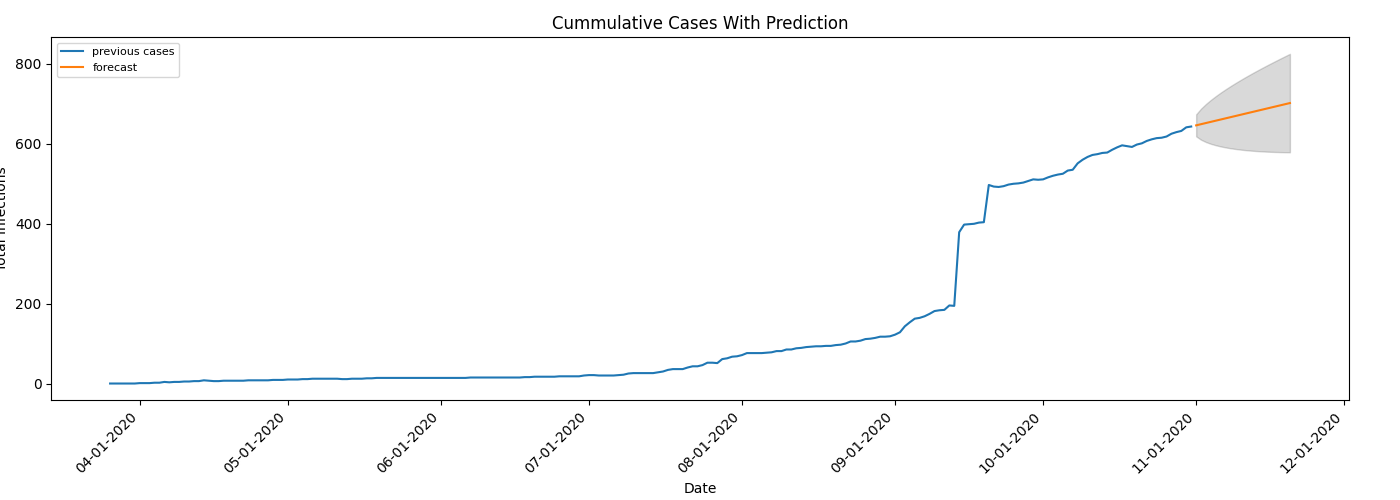 Cummulative Cases With Prediction
previous cases
forecast
800
600
400
200
0
Total Infections
04-01-2020
05-01-2020
06-01-2020
07-01-2020
08-01-2020
09-01-2020
10-01-2020
11-01-2020
12-01-2020
Date